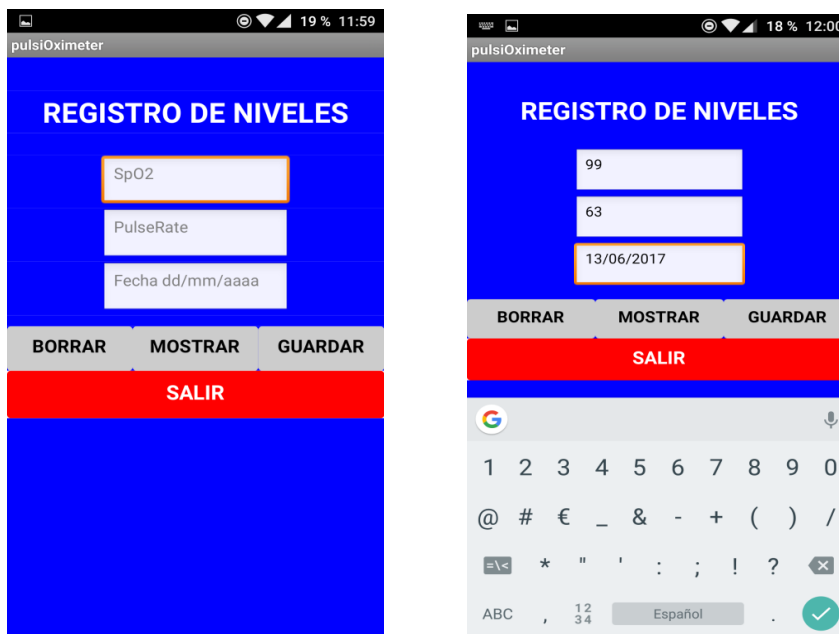 19 % 11:59
pulsiOximeter
REGISTRO DE NIVELES
SpO2
PulseRate
Fecha dd/mm/aaaa
BORRAR MOSTRAR GUARDAR
SALIR
18 % 12:00
pulsiOximeter
REGISTRO DE NIVELES
99
63
13/06/2017
BORRAR MOSTRAR GUARDAR
SALIR
G
1 2 3 4 5 6 7 8 9 0
@ # € _ & - + ( ) /
=\< * " ' : ; ! ?
ABC , 12 34 Español .